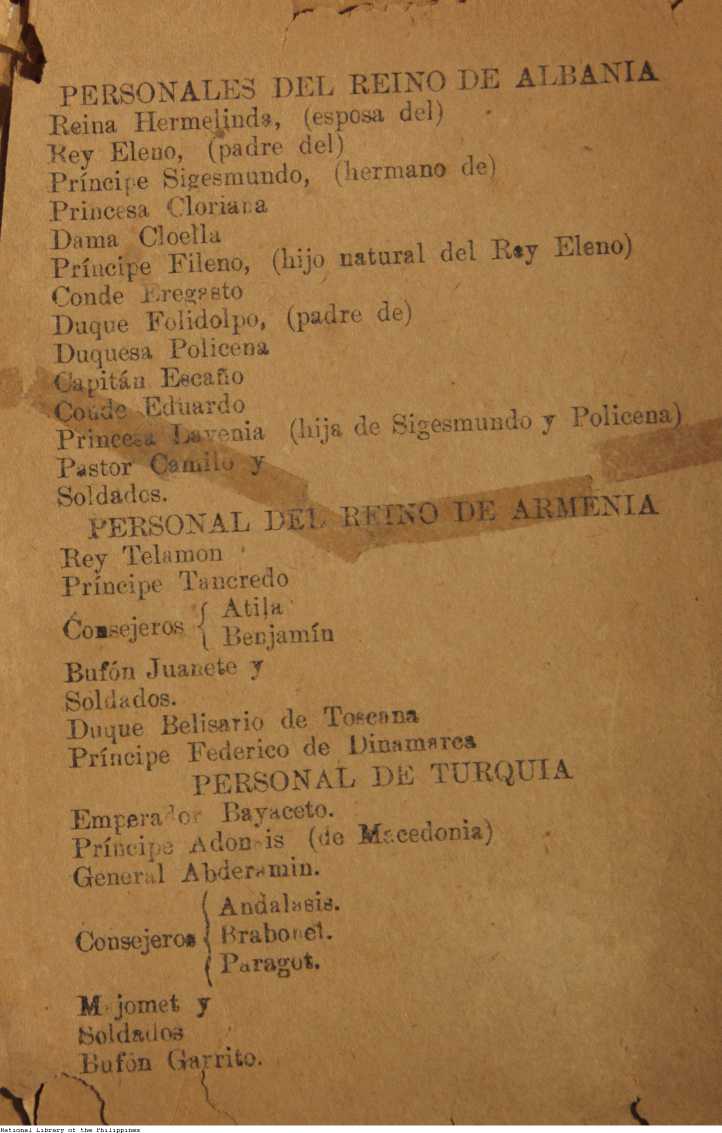 PERSONALES DEL REINO DE ALBANIA
Reina Hermelinda, (esposa del)
Rey Eleno, (padre del)
Príncipe Sigesmundo, (hermano de)
Princesa Cloriana
Dama Cloella
Príncipe Fileno, (hijo natural del Rey Eleno)
Conde Eregasto
Duque Folidolpo, (padre de)
Duquesa Policena
Capitán Escaño
Conde Eduardo
Princesa Lavenia (hija de Sigesmundo y Policena)
Pastor Camilo y
Soldados.
PERSONAL DEL REINO DE ARMENIA
Rey Telamon
Príncipe Tancredo
Consejeros { Atila
{ Benjamín
Bufón Juanete y
Soldados.
Duque Belisario de Toscana
Príncipe Federico de Dinamarca
PERSONAL DE TURQUIA
Emperador Bayaceto.
Príncipe Adonis (de Macedonia)
General Abderamin.
{ Andalasis.
Consejeros { Brabonel.
{ Paragot.
Majomet y
Soldados
Bufón Garrito.
National Library of the Philippines